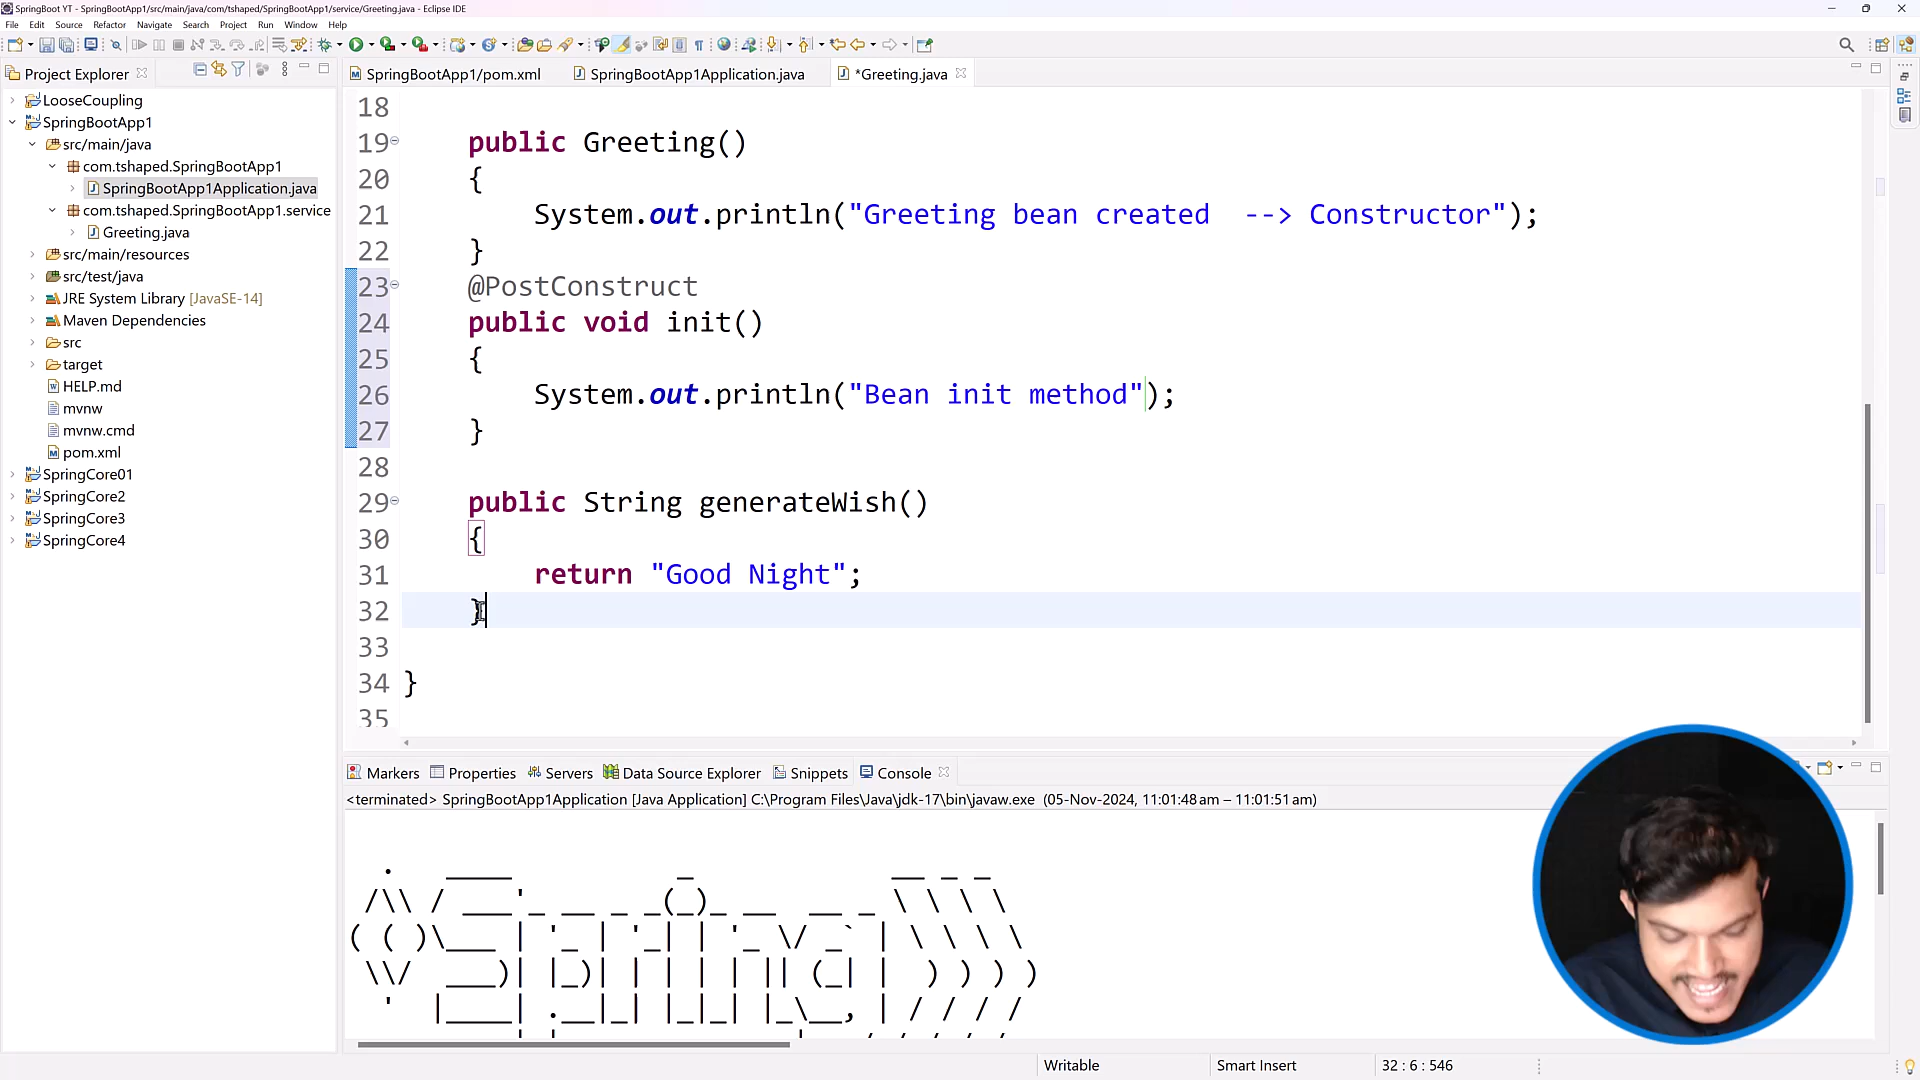 SpringBoot YT - SpringBootApp1/src/main/java/com/tshaped/SpringBootApp1/service/Greeting.java - Eclipse IDE
File Edit Source Refactor Navigate Search Project Run Window Help
Project Explorer
SpringBootApp1/pom.xml SpringBootApp1Application.java *Greeting.java
LooseCoupling
SpringBootApp1
src/main/java
com.tshaped.SpringBootApp1
SpringBootApp1Application.java
com.tshaped.SpringBootApp1.service
Greeting.java
src/main/resources
src/test/java
JRE System Library [JavaSE-14]
Maven Dependencies
src
target
HELP.md
mvnw
mvnw.cmd
pom.xml
SpringCore01
SpringCore2
SpringCore3
SpringCore4
18
19 public Greeting()
20 {
21 System.out.println("Greeting bean created  --> Constructor");
22 }
23 @PostConstruct
24 public void init()
25 {
26 System.out.println("Bean init method");
27 }
28
29 public String generateWish()
30 {
31 return "Good Night";
32 }
33
34 }
35
Markers Properties Servers Data Source Explorer Snippets Console
<terminated> SpringBootApp1Application [Java Application] C:\Program Files\Java\jdk-17\bin\javaw.exe (05-Nov-2024, 11:01:48 am – 11:01:51 am)
Writable Smart Insert 32 : 6 : 546